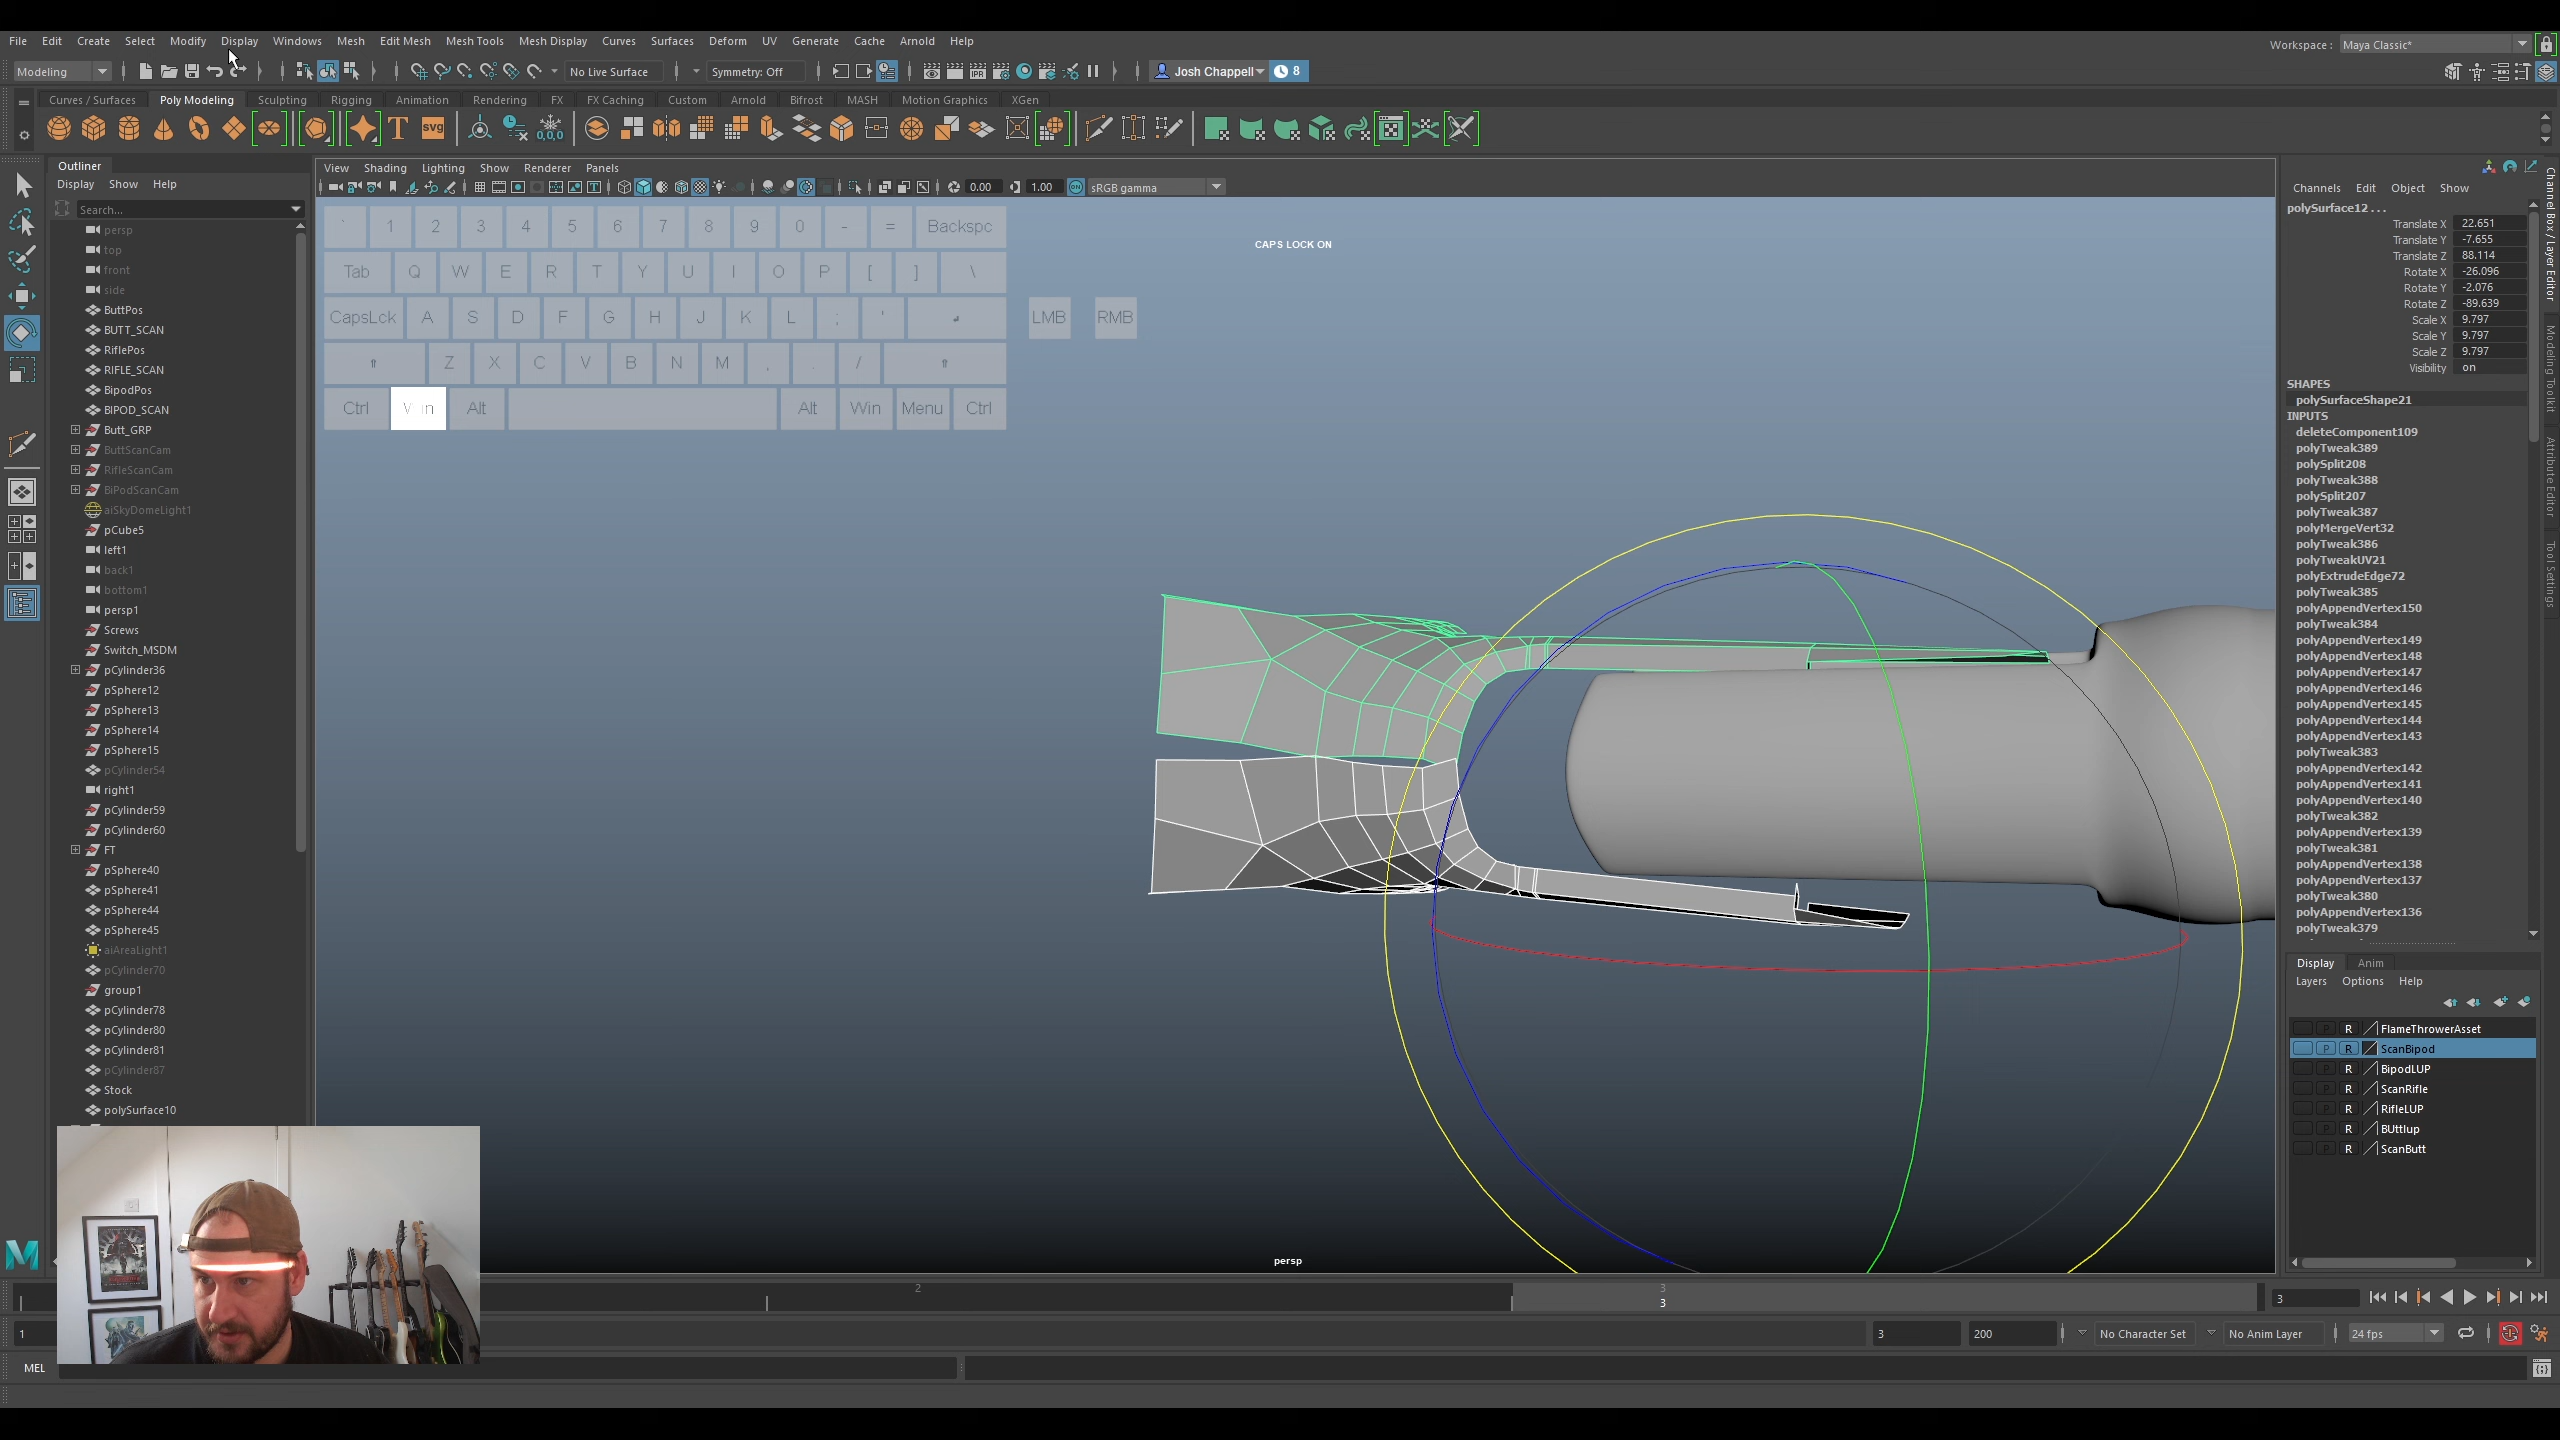 File Edit Create Select Modify Display Windows Mesh Edit Mesh Mesh Tools Mesh Display Curves Surfaces Deform UV Generate Cache Arnold Help
Workspace : Maya Classic*
Modeling No Live Surface Symmetry: Off Josh Chappell 8
Curves / Surfaces Poly Modeling Sculpting Rigging Animation Rendering FX FX Caching Custom Arnold Bifrost MASH Motion Graphics XGen
Outliner
Display Show Help
Search...
persp
top
front
side
ButtPos
BUTT_SCAN
RiflePos
RIFLE_SCAN
BipodPos
BIPOD_SCAN
Butt_GRP
ButtScanCam
RifleScanCam
BiPodScanCam
aiSkyDomeLight1
pCube5
left1
back1
bottom1
persp1
Screws
Switch_MSDM
pCylinder36
pSphere12
pSphere13
pSphere14
pSphere15
pCylinder54
right1
pCylinder59
pCylinder60
FT
pSphere40
pSphere41
pSphere44
pSphere45
aiAreaLight1
pCylinder70
group1
pCylinder78
pCylinder80
pCylinder81
pCylinder87
Stock
polySurface10
View Shading Lighting Show Renderer Panels
0.00 1.00 sRGB gamma
` 1 2 3 4 5 6 7 8 9 0 - = Backspc
Tab Q W E R T Y U I O P [ ] \
CapsLck A S D F G H J K L ; '
LMB RMB
Z X C V B N M , . /
Ctrl Win Alt Alt Win Menu Ctrl
CAPS LOCK ON
persp
Channels Edit Object Show
polySurface12 . . .
Translate X 22.651
Translate Y -7.655
Translate Z 88.114
Rotate X -26.096
Rotate Y -2.076
Rotate Z -89.639
Scale X 9.797
Scale Y 9.797
Scale Z 9.797
Visibility on
SHAPES
polySurfaceShape21
INPUTS
deleteComponent109
polyTweak389
polySplit208
polyTweak388
polySplit207
polyTweak387
polyMergeVert32
polyTweak386
polyTweakUV21
polyExtrudeEdge72
polyTweak385
polyAppendVertex150
polyTweak384
polyAppendVertex149
polyAppendVertex148
polyAppendVertex147
polyAppendVertex146
polyAppendVertex145
polyAppendVertex144
polyAppendVertex143
polyTweak383
polyAppendVertex142
polyAppendVertex141
polyAppendVertex140
polyTweak382
polyAppendVertex139
polyTweak381
polyAppendVertex138
polyAppendVertex137
polyTweak380
polyAppendVertex136
polyTweak379
Channel Box / Layer Editor
Modeling Toolkit
Attribute Editor
Tool Settings
Display Anim
Layers Options Help
R FlameThrowerAsset
P R ScanBipod
R BipodLUP
R ScanRifle
R RifleLUP
R BUttlup
R ScanButt
2 3
3
3
1 3 200 No Character Set No Anim Layer 24 fps
MEL